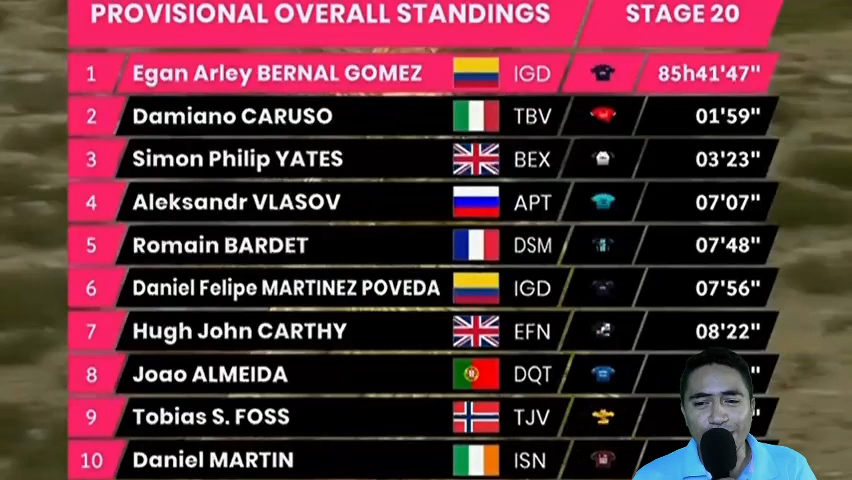 PROVISIONAL OVERALL STANDINGS STAGE 20
1 Egan Arley BERNAL GOMEZ IGD 85h41'47"
2 Damiano CARUSO TBV 01'59"
3 Simon Philip YATES BEX 03'23"
4 Aleksandr VLASOV APT 07'07"
5 Romain BARDET DSM 07'48"
6 Daniel Felipe MARTINEZ POVEDA IGD 07'56"
7 Hugh John CARTHY EFN 08'22"
8 Joao ALMEIDA DQT
9 Tobias S. FOSS TJV
10 Daniel MARTIN ISN